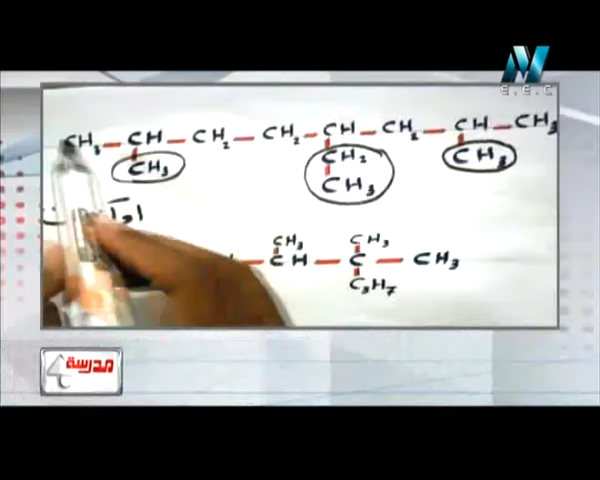 E.E.C
CH₃ — CH — CH₂ — CH₂ — CH — CH₂ — CH — CH₃
CH₃ CH₂ CH₃
CH₃
CH₃ CH₃
— CH — C — CH₃
C₃H₇
مدرسة